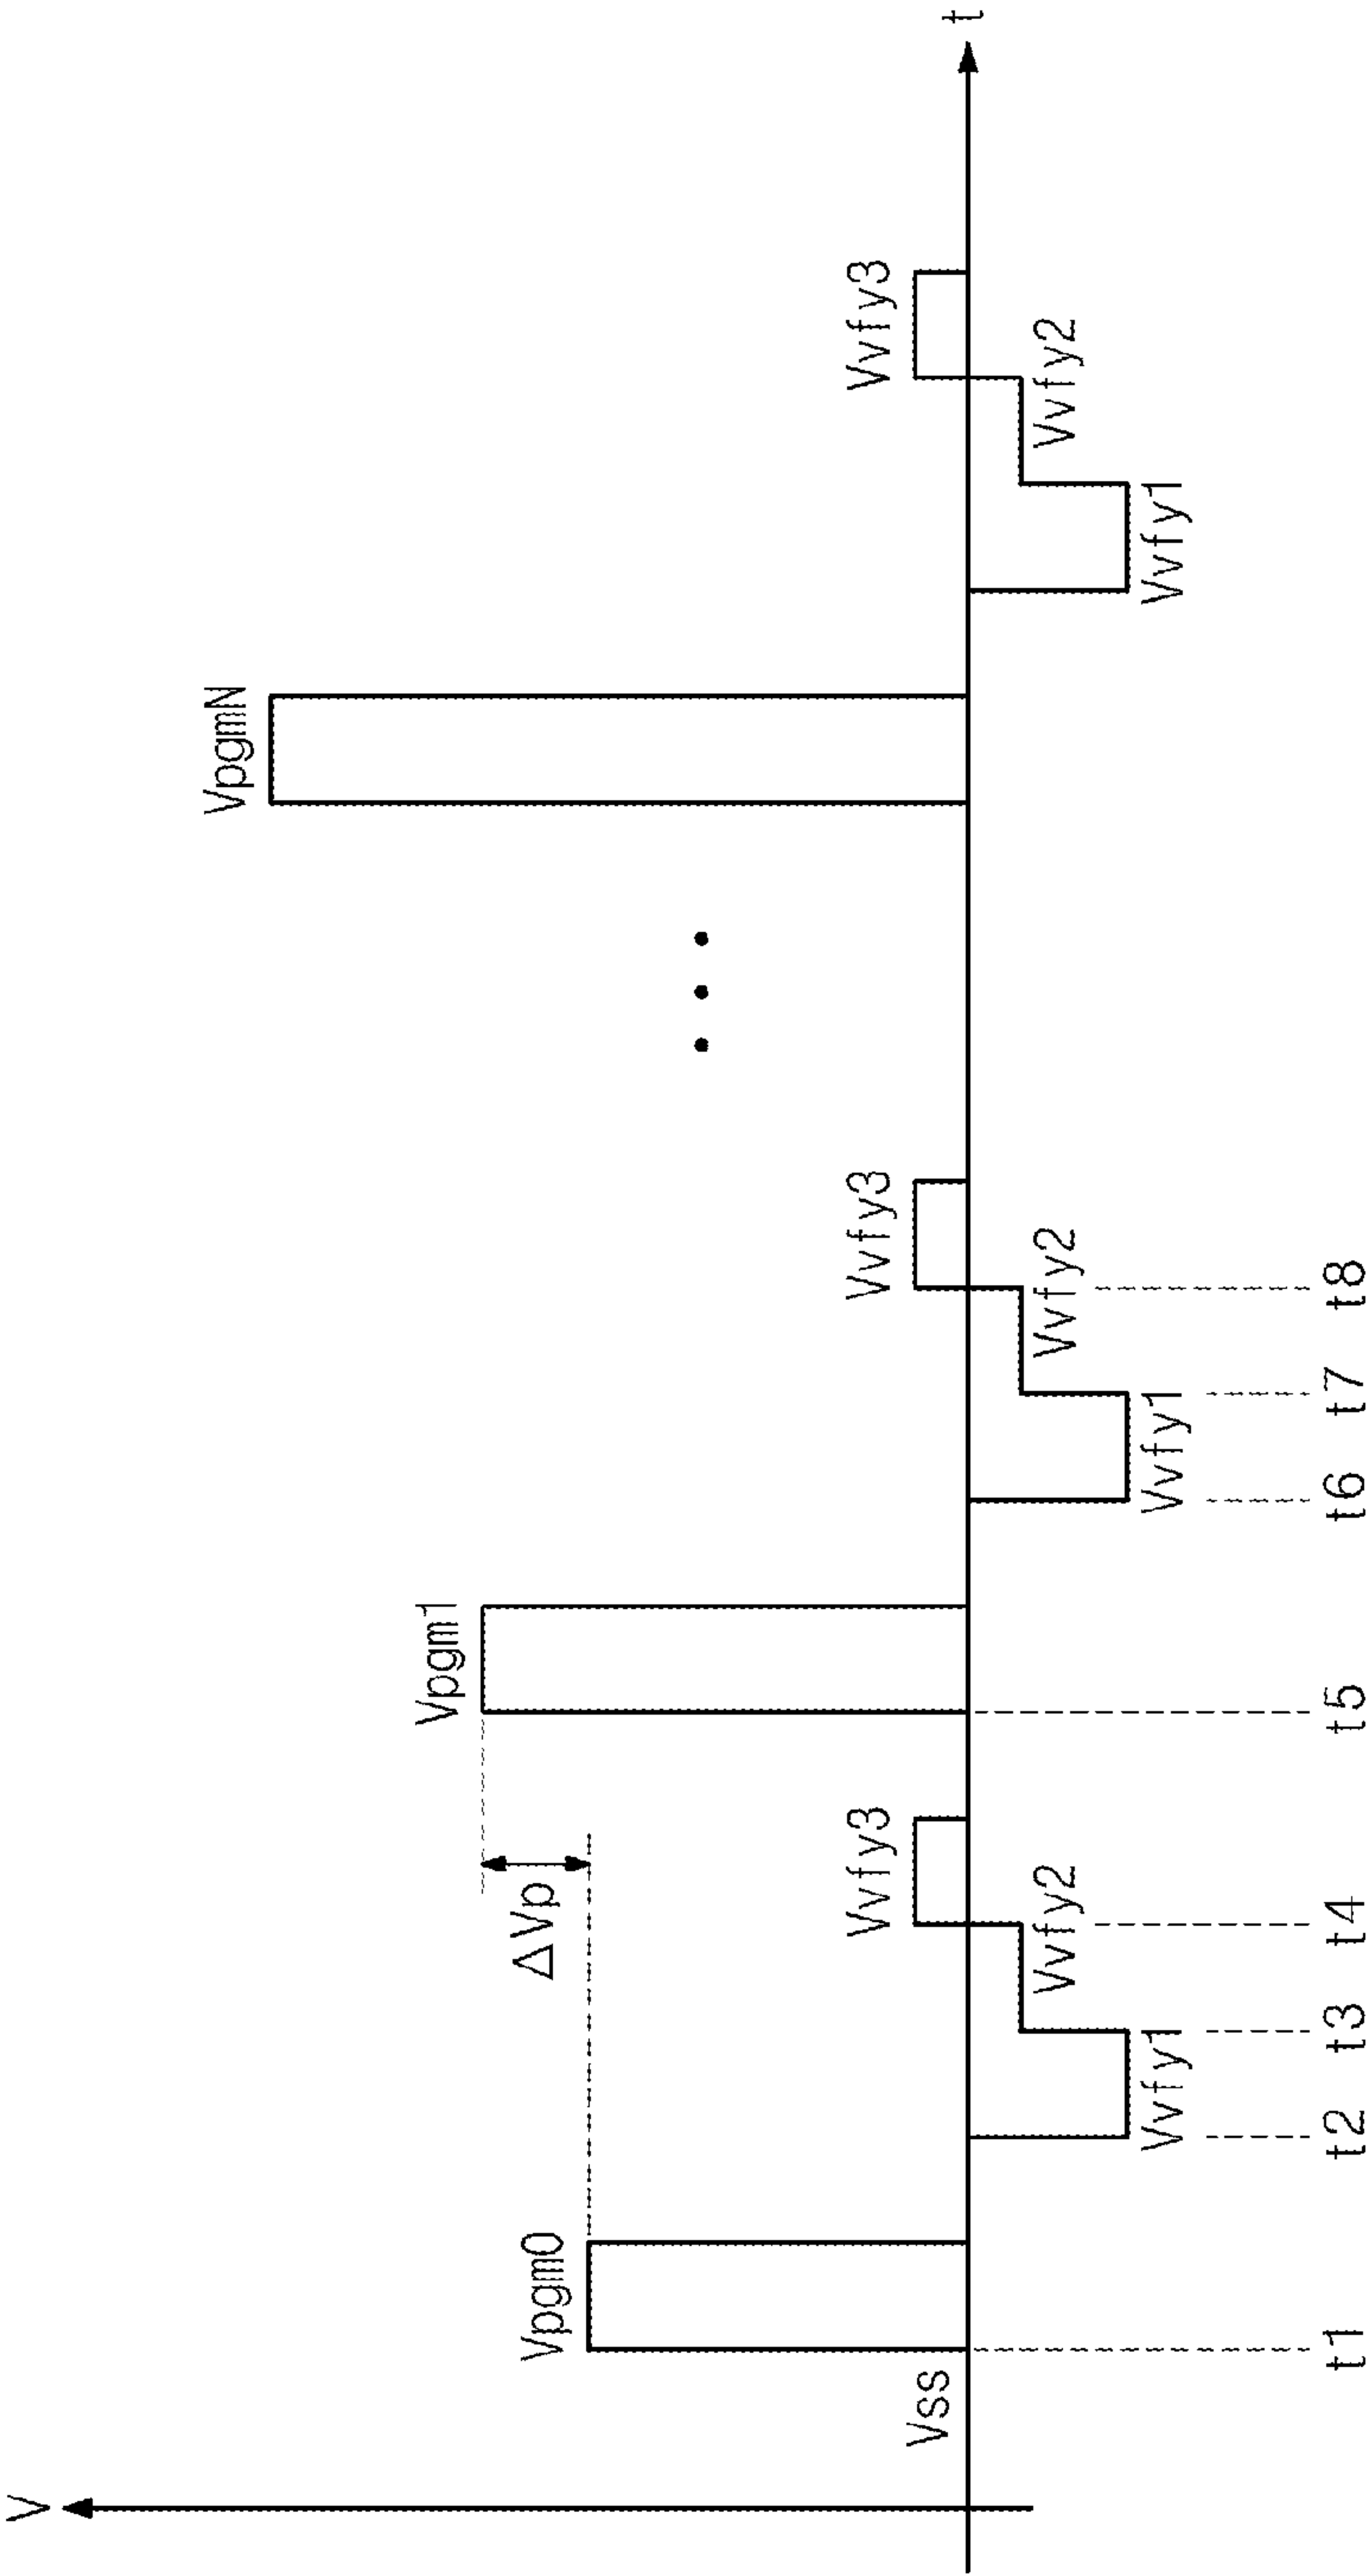 V
VpgmN
Vpgm1
Vpgm0
ΔVp
Vvfy3
Vvfy3
Vvfy3
Vss
t
Vvfy2
Vvfy2
Vvfy2
Vvfy1
Vvfy1
Vvfy1
t1 t2 t3 t4 t5 t6 t7 t8